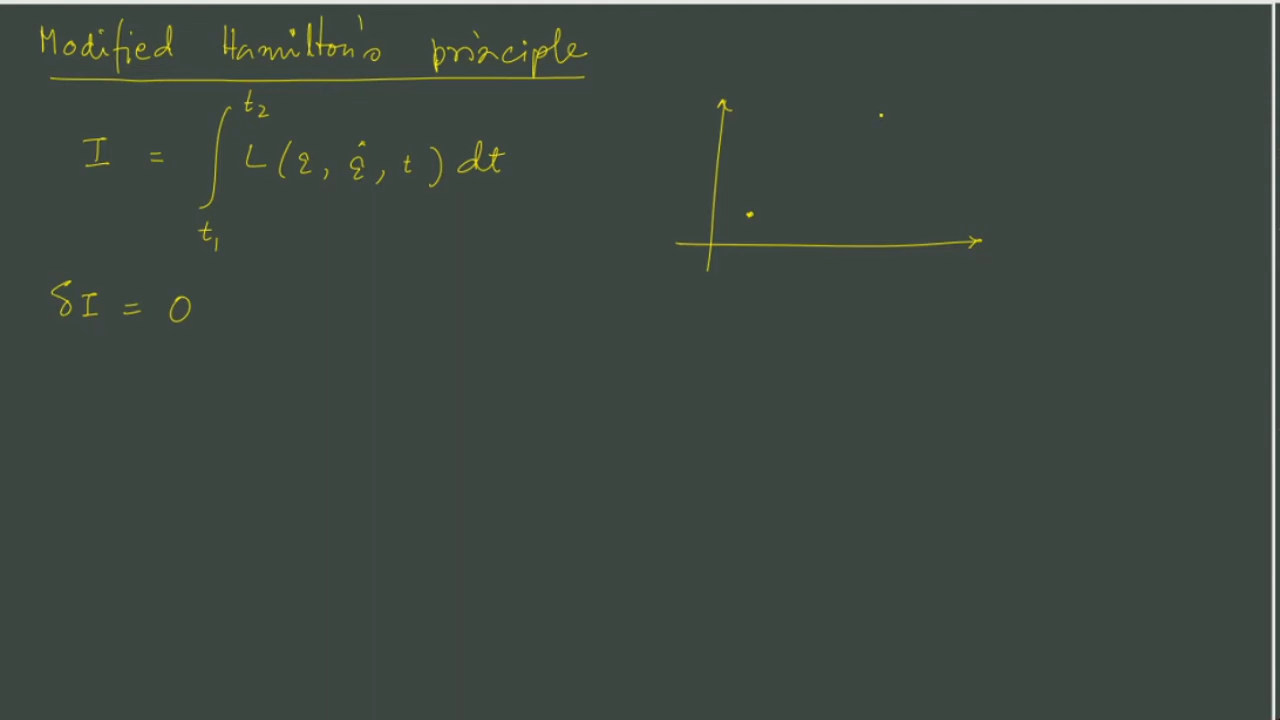 Modified Hamilton's principle
I = ∫_{t_1}^{t_2} L(q, q̇, t) dt
δI = 0